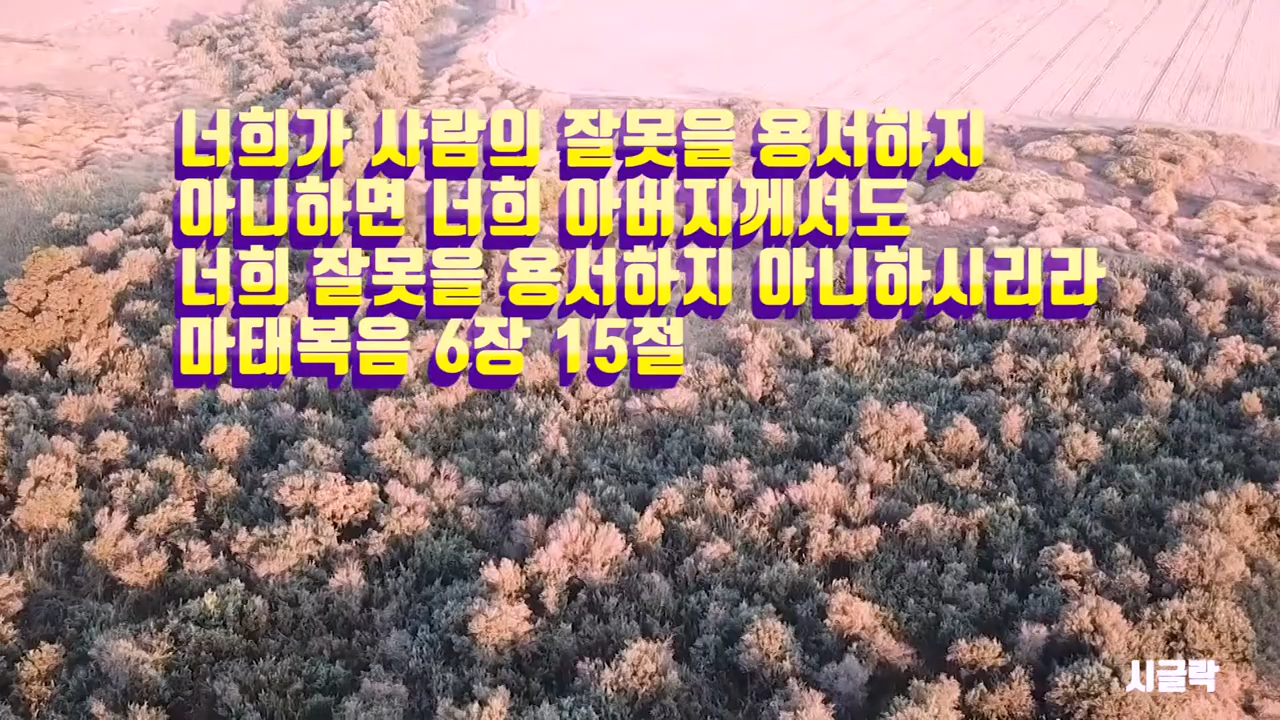 너희가 사람의 잘못을 용서하지
아니하면 너희 아버지께서도
너희 잘못을 용서하지 아니하시리라
마태복음 6장 15절
시글락